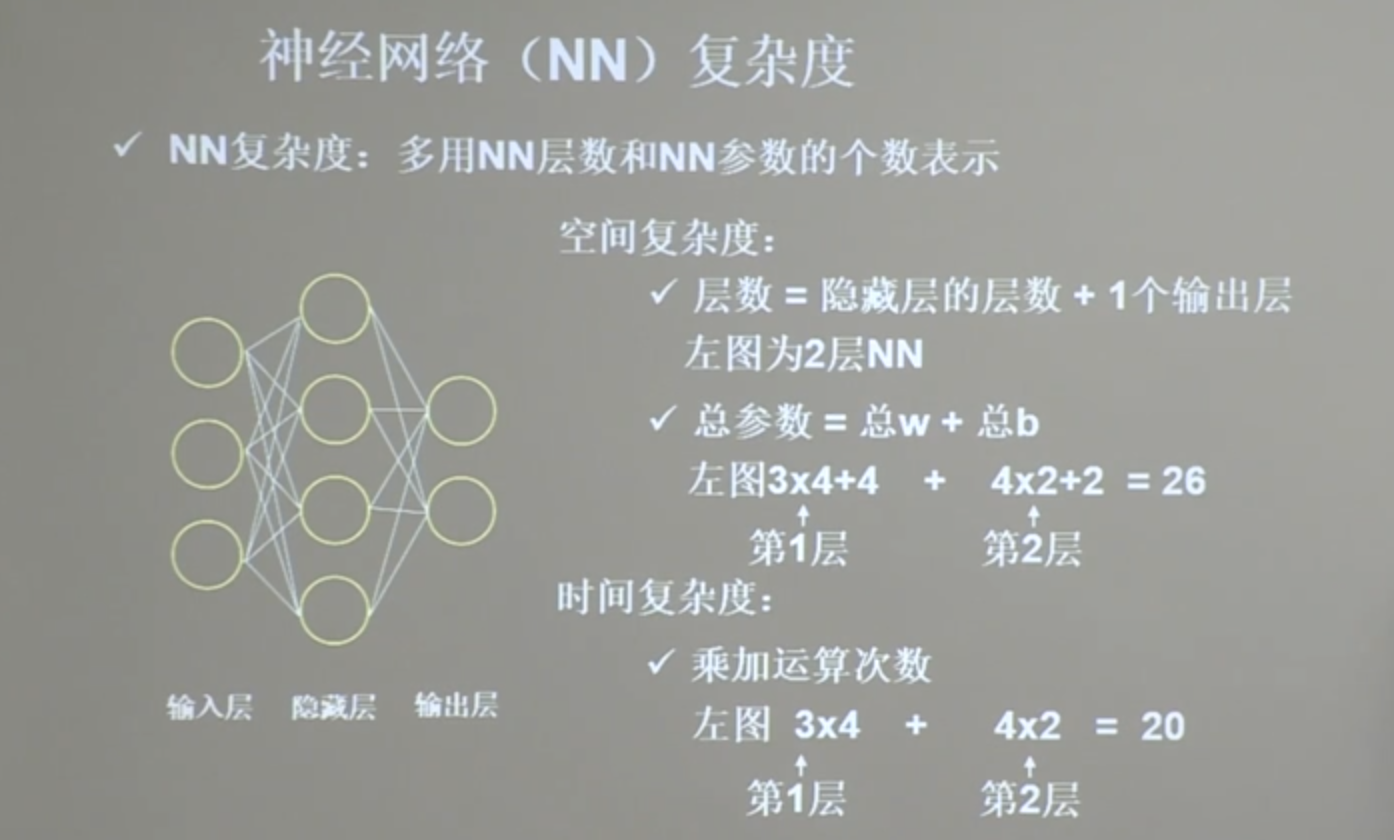 神经网络（NN）复杂度
✓ NN复杂度：多用NN层数和NN参数的个数表示
空间复杂度：
✓ 层数 = 隐藏层的层数 + 1个输出层
左图为2层NN
✓ 总参数 = 总w + 总b
左图3x4+4 + 4x2+2 = 26
第1层 第2层
时间复杂度：
✓ 乘加运算次数
左图 3x4 + 4x2 = 20
第1层 第2层
输入层 隐藏层 输出层